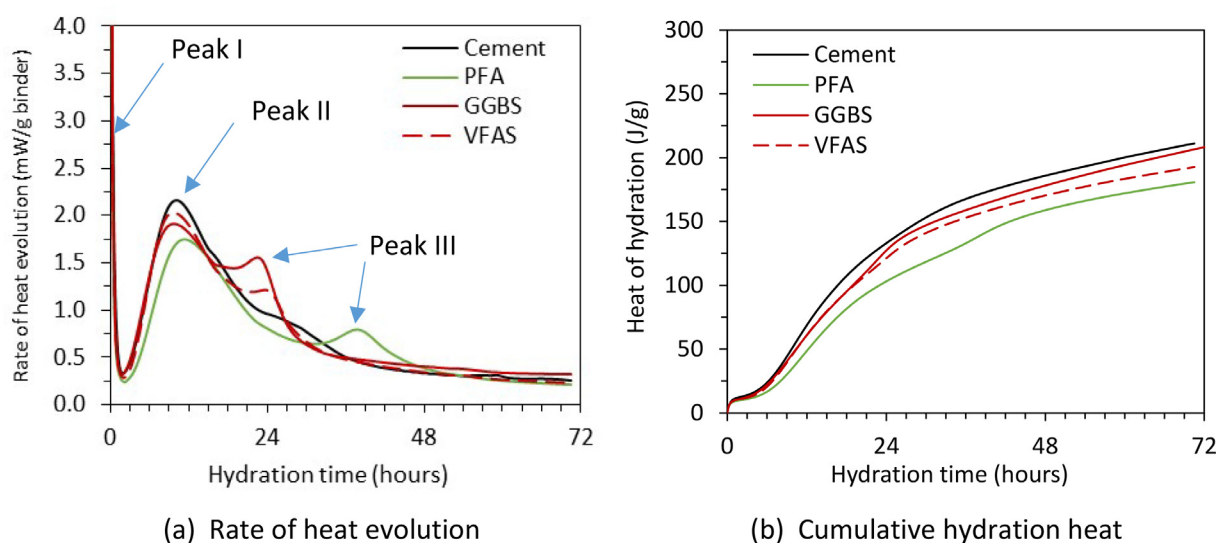 Rate of heat evolution (mW/g binder)
4.0
3.5
3.0
2.5
2.0
1.5
1.0
0.5
0.0
Peak I
Peak II
Peak III
Cement
PFA
GGBS
VFAS
0
24
48
72
Hydration time (hours)
(a) Rate of heat evolution
Heat of hydration (J/g)
300
250
200
150
100
50
0
Cement
PFA
GGBS
VFAS
0
24
48
72
Hydration time (hours)
(b) Cumulative hydration heat